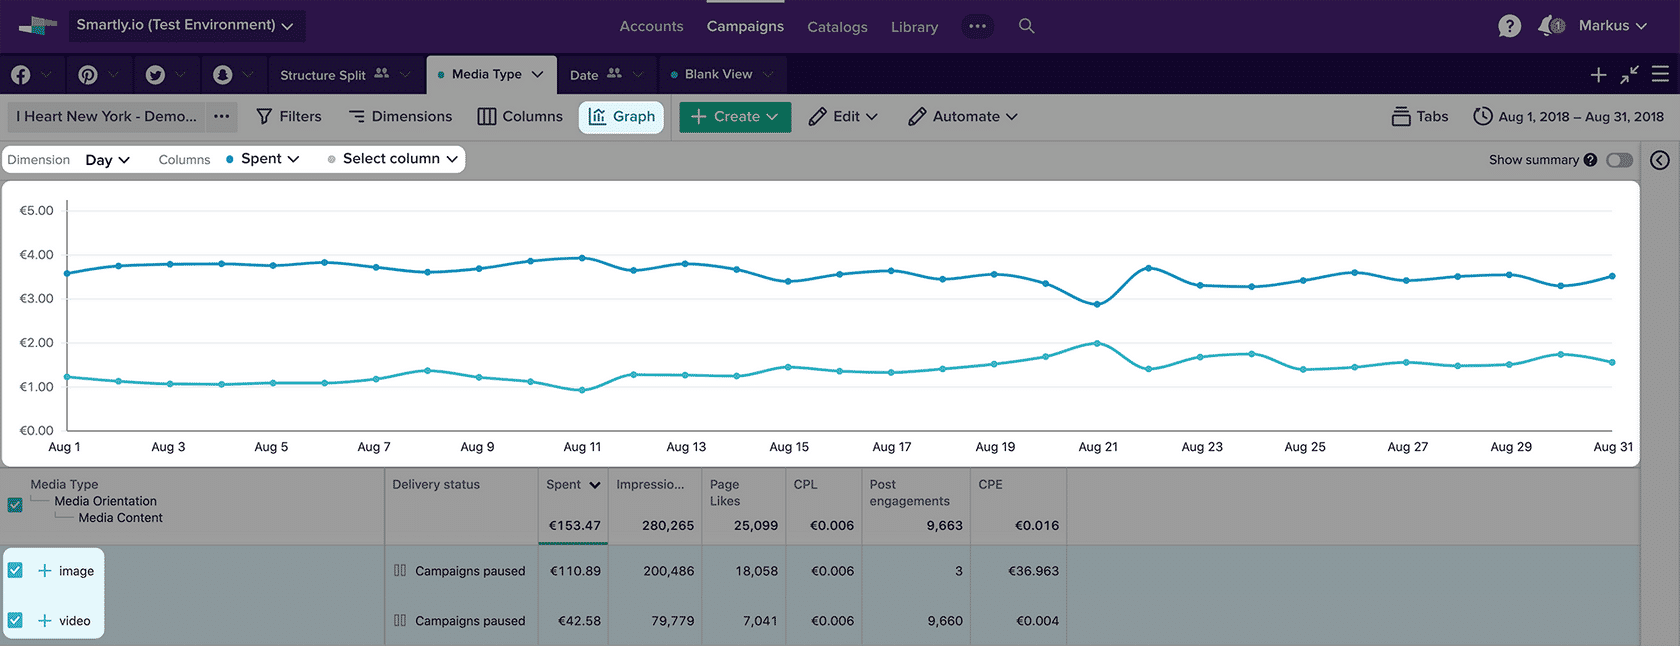 Smartly.io (Test Environment) Accounts Campaigns Catalogs Library ••• ? 1 Markus
Structure Split Media Type Date Blank View
I Heart New York - Demo... ••• Filters Dimensions Columns Graph + Create Edit Automate Tabs Aug 1, 2018 – Aug 31, 2018
Dimension Day Columns Spent Select column Show summary ?
€5.00
€4.00
€3.00
€2.00
€1.00
€0.00
Aug 1 Aug 3 Aug 5 Aug 7 Aug 9 Aug 11 Aug 13 Aug 15 Aug 17 Aug 19 Aug 21 Aug 23 Aug 25 Aug 27 Aug 29 Aug 31
Media Type Delivery status Spent Impressio... Page CPL Post CPE
Media Orientation Likes engagements
Media Content
€153.47 280,265 25,099 €0.006 9,663 €0.016
+ image Campaigns paused €110.89 200,486 18,058 €0.006 3 €36.963
+ video Campaigns paused €42.58 79,779 7,041 €0.006 9,660 €0.004